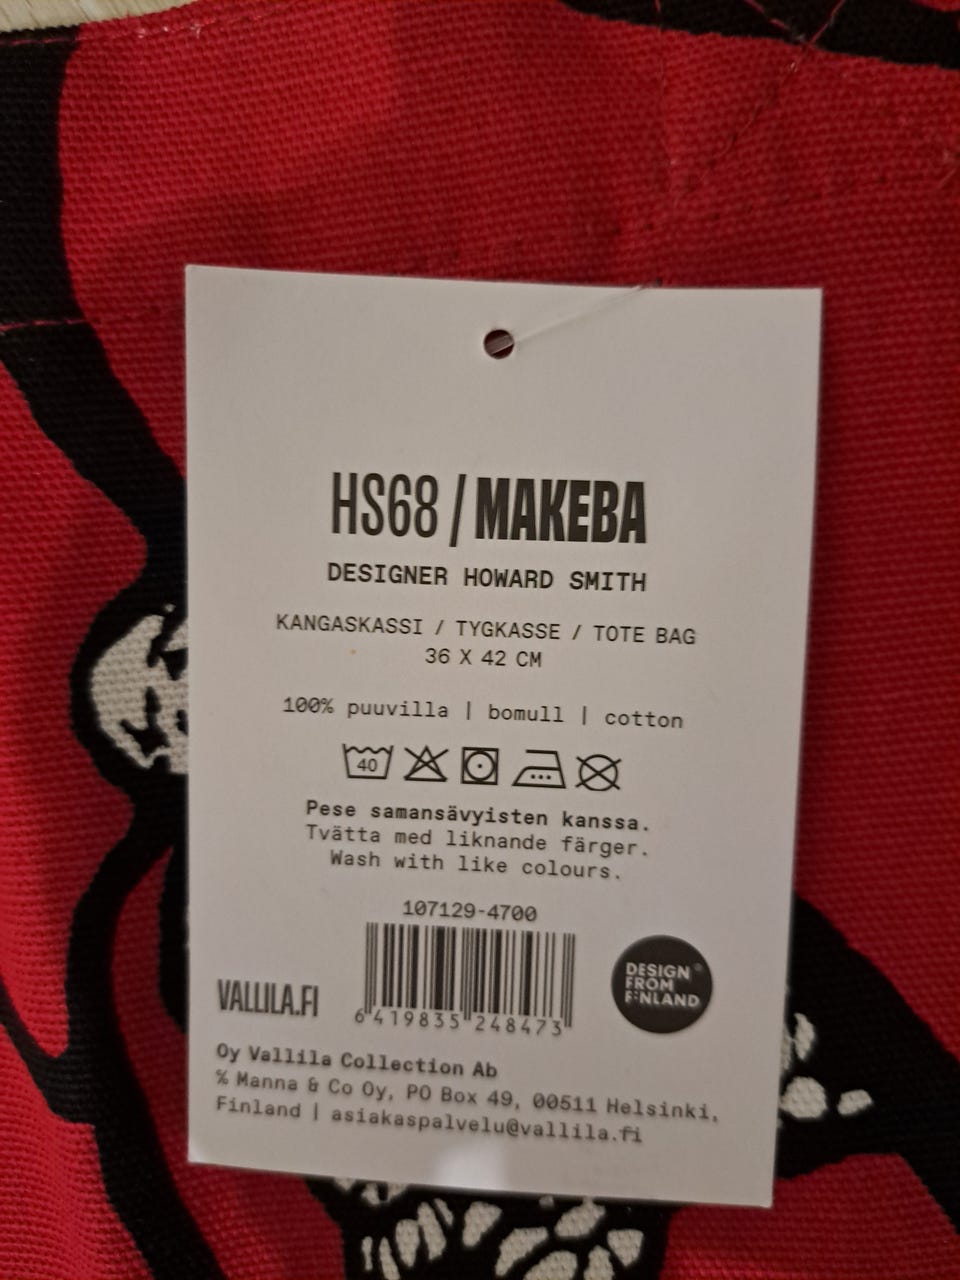 HS68 / MAKEBA
DESIGNER HOWARD SMITH
KANGASKASSI / TYGKASSE / TOTE BAG
36 X 42 CM
100% puuvilla | bomull | cotton
40
Pese samansävyisten kanssa.
Tvätta med liknande färger.
Wash with like colours.
107129-4700
6 419835 248473
VALLILA.FI
DESIGN®
FROM
FINLAND
Oy Vallila Collection Ab
% Manna & Co Oy, PO Box 49, 00511 Helsinki,
Finland | asiakaspalvelu@vallila.fi